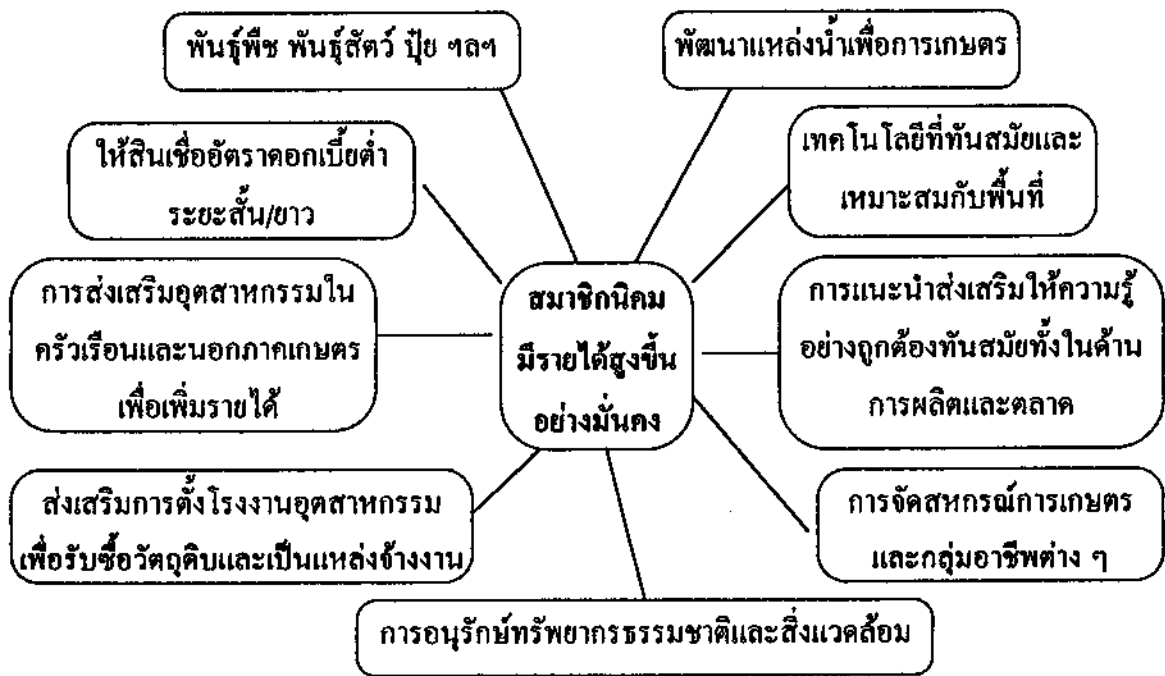 พันธุ์พืช พันธุ์สัตว์ ปุ๋ย ฯลฯ
พัฒนาแหล่งน้ำเพื่อการเกษตร
ให้สินเชื่ออัตราดอกเบี้ยต่ำ
ระยะสั้น/ยาว
เทคโนโลยีที่ทันสมัยและ
เหมาะสมกับพื้นที่
การส่งเสริมอุตสาหกรรมใน
ครัวเรือนและนอกภาคเกษตร
เพื่อเพิ่มรายได้
สมาชิกนิคม
มีรายได้สูงขึ้น
อย่างมั่นคง
การแนะนำส่งเสริมให้ความรู้
อย่างถูกต้องทันสมัยทั้งในด้าน
การผลิตและตลาด
ส่งเสริมการตั้งโรงงานอุตสาหกรรม
เพื่อรับซื้อวัตถุดิบและเป็นแหล่งจ้างงาน
การจัดสหกรณ์การเกษตร
และกลุ่มอาชีพต่าง ๆ
การอนุรักษ์ทรัพยากรธรรมชาติและสิ่งแวดล้อม